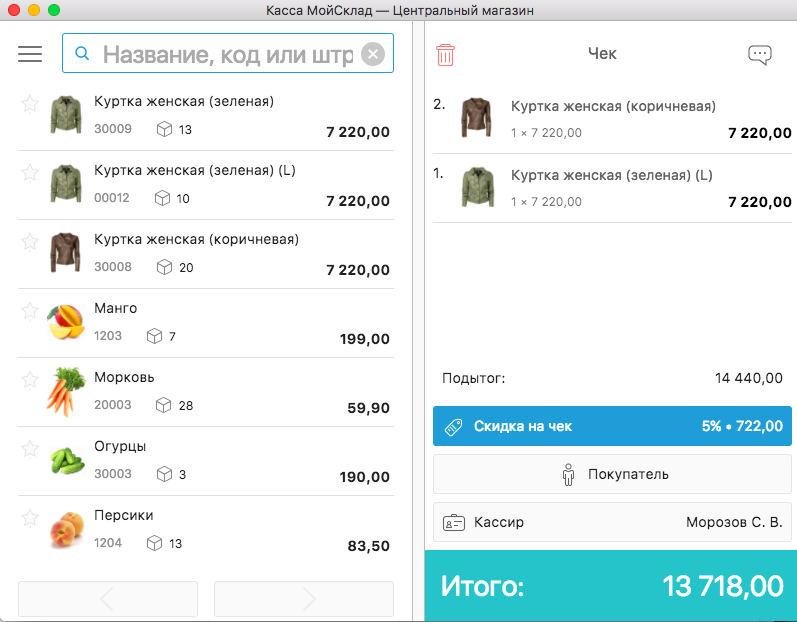 Касса МойСклад — Центральный магазин
Название, код или штр
Куртка женская (зеленая)
30009 13 7 220,00
Куртка женская (зеленая) (L)
00012 10 7 220,00
Куртка женская (коричневая)
30008 20 7 220,00
Манго
1203 7 199,00
Морковь
20003 28 59,90
Огурцы
30003 3 190,00
Персики
1204 13 83,50
Чек
2. Куртка женская (коричневая)
1 × 7 220,00 7 220,00
1. Куртка женская (зеленая) (L)
1 × 7 220,00 7 220,00
Подытог: 14 440,00
Скидка на чек 5% • 722,00
Покупатель
Кассир Морозов С. В.
Итого: 13 718,00